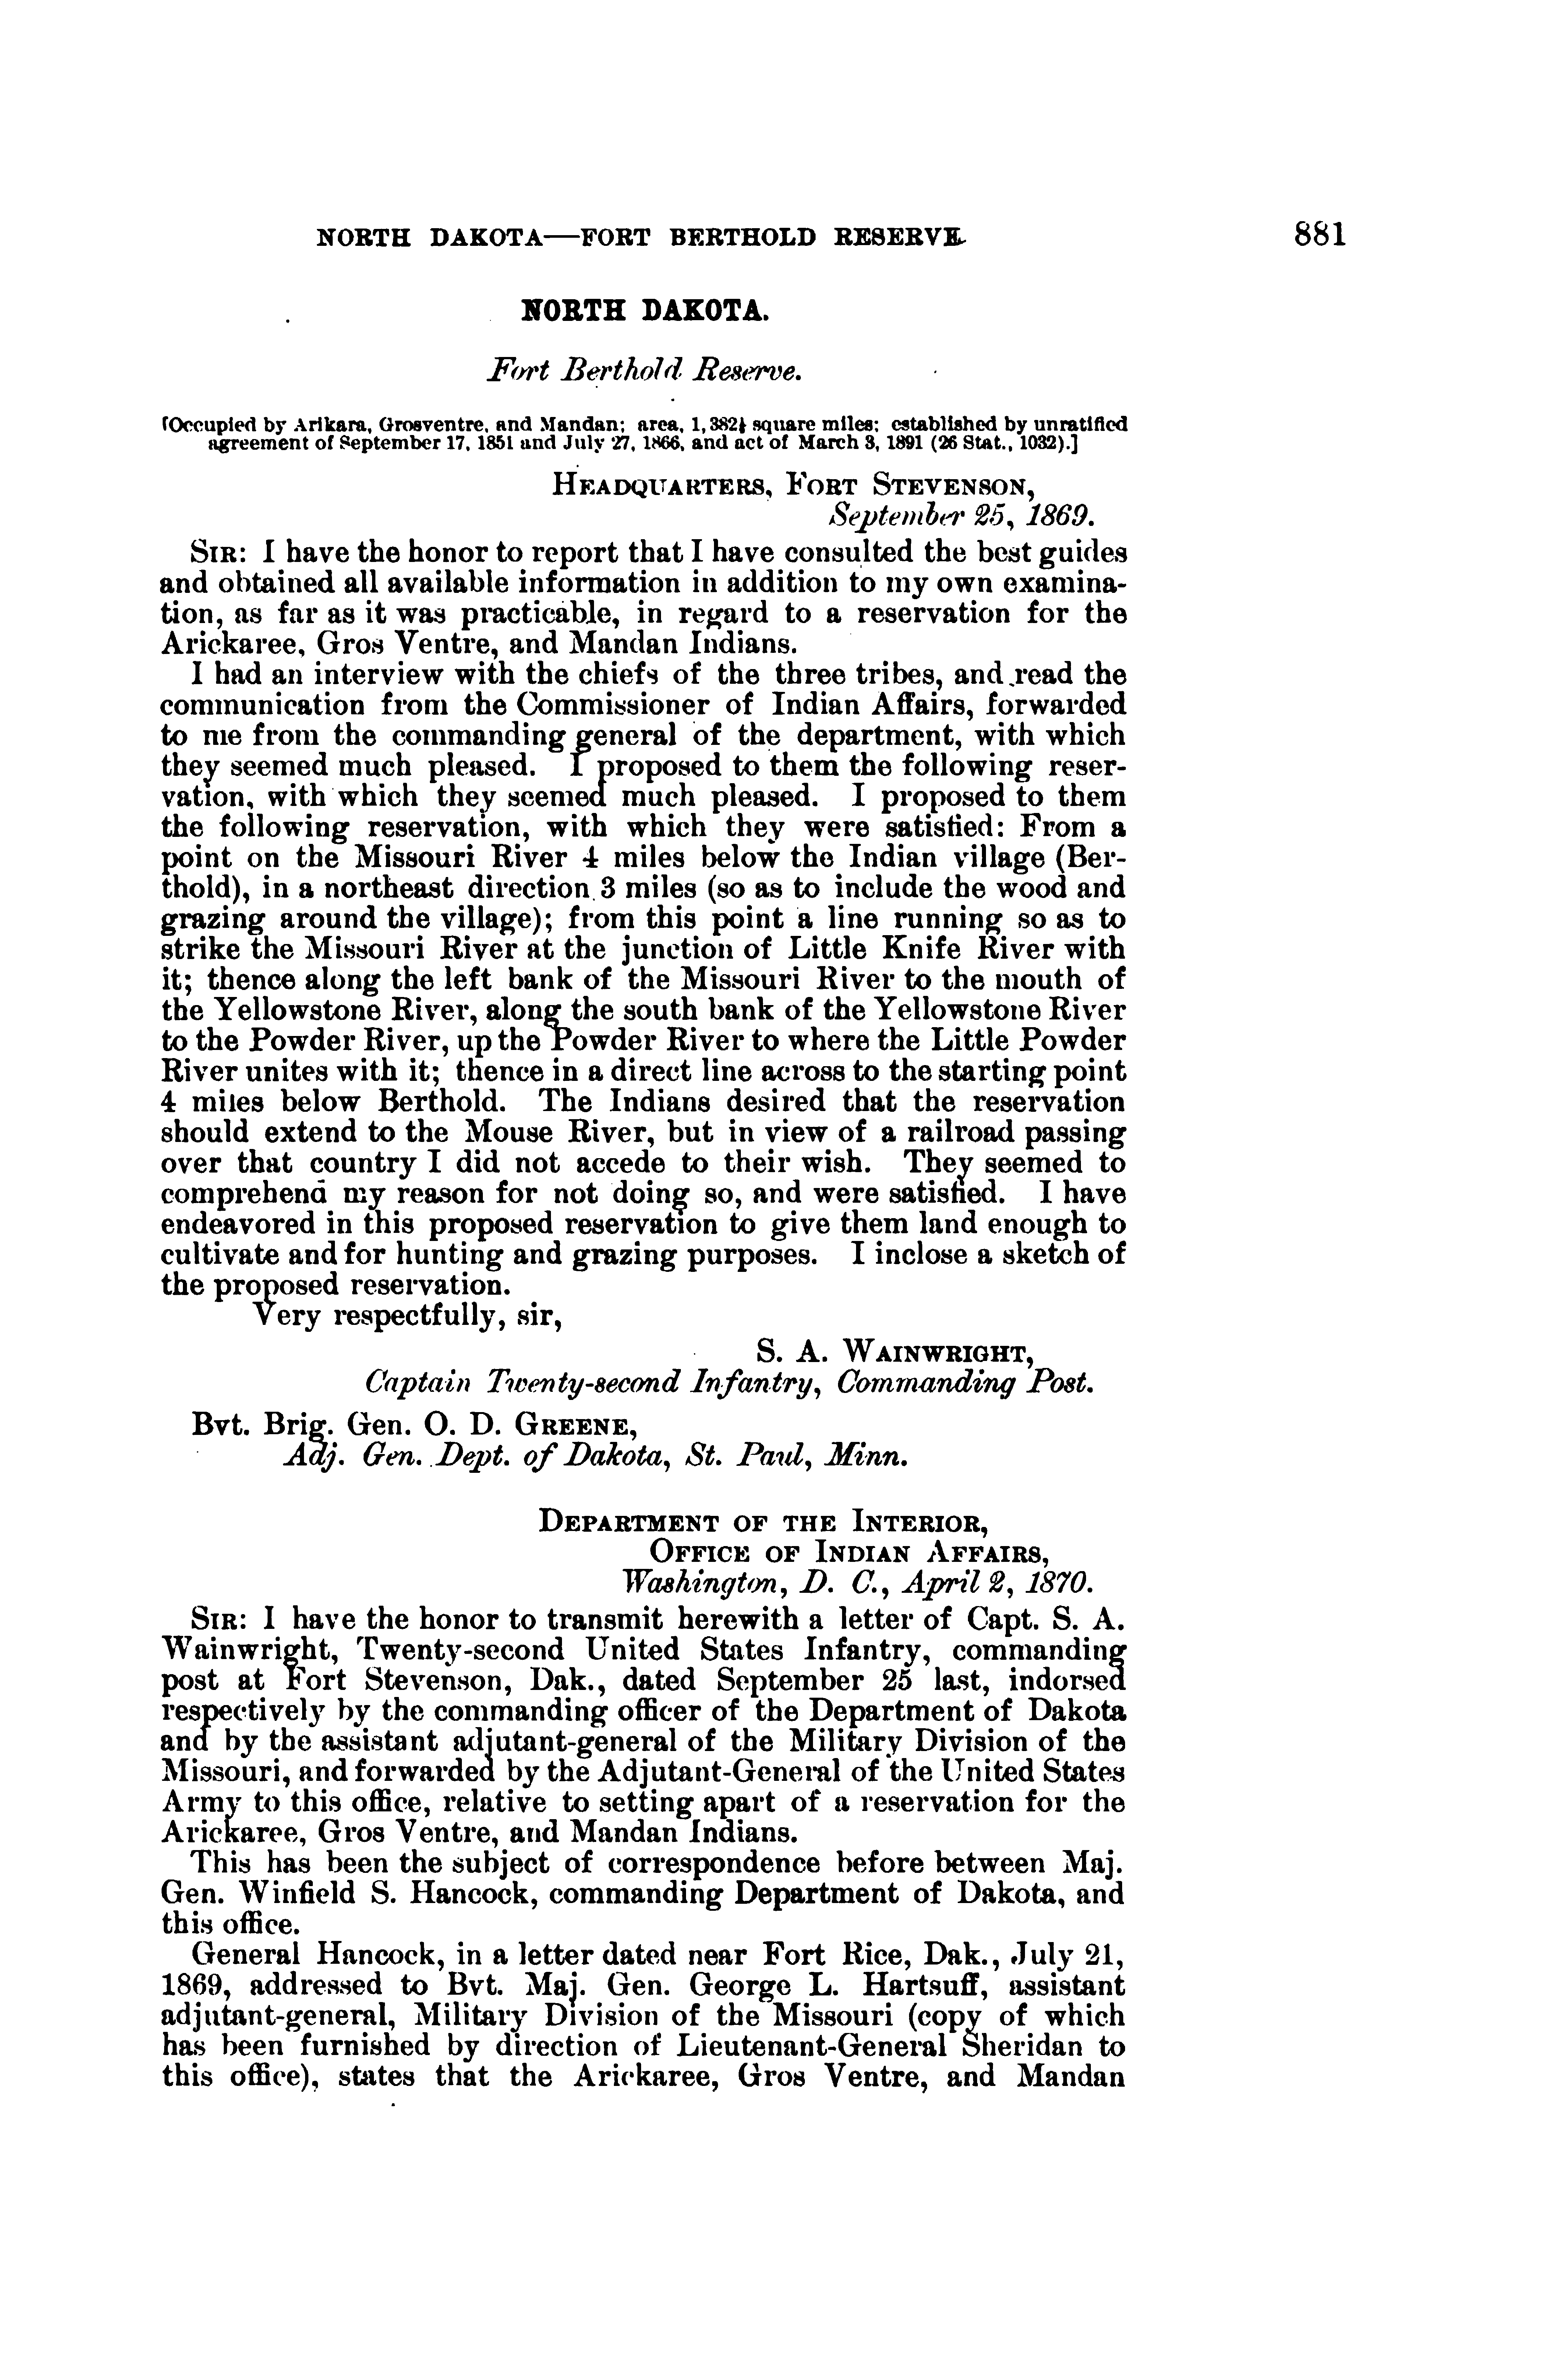 NORTH DAKOTA—FORT BERTHOLD RESERVE. 881
NORTH DAKOTA.
Fort Berthold Reserve.
[Occupied by Arikara, Grosventre, and Mandan; area, square miles; established by unratified
agreement of September 17, 1851 and July 27, 1866, and act of March 3, 1891 (26 Stat., 1032).]
HEADQUARTERS, FORT STEVENSON,
September 25, 1869.
SIR: I have the honor to report that I have consulted the best guides
and obtained all available information in addition to my own examina-
tion, as far as it was practicable, in regard to a reservation for the
Arickaree, Gros Ventre, and Mandan Indians.
I had an interview with the chiefs of the three tribes, and read the
communication from the Commissioner of Indian Affairs, forwarded
to me from the commanding general of the department, with which
they seemed much pleased. I proposed to them the following reser-
vation, with which they seemed much pleased. I proposed to them
the following reservation, with which they were satisfied: From a
point on the Missouri River 4 miles below the Indian village (Ber-
thold), in a northeast direction 3 miles (so as to include the wood and
grazing around the village); from this point a line running so as to
strike the Missouri River at the junction of Little Knife River with
it; thence along the left bank of the Missouri River to the mouth of
the Yellowstone River, along the south bank of the Yellowstone River
to the Powder River, up the Powder River to where the Little Powder
River unites with it; thence in a direct line across to the starting point
4 miles below Berthold. The Indians desired that the reservation
should extend to the Mouse River, but in view of a railroad passing
over that country I did not accede to their wish. They seemed to
comprehend my reason for not doing so, and were satisfied. I have
endeavored in this proposed reservation to give them land enough to
cultivate and for hunting and grazing purposes. I inclose a sketch of
the proposed reservation.
Very respectfully, sir,
S. A. WAINWRIGHT,
Captain Twenty-second Infantry, Commanding Post.
Bvt. Brig. Gen. O. D. GREENE,
Adj. Gen. Dept. of Dakota, St. Paul, Minn.
DEPARTMENT OF THE INTERIOR,
OFFICE OF INDIAN AFFAIRS,
Washington, D. C., April 2, 1870.
SIR: I have the honor to transmit herewith a letter of Capt. S. A.
Wainwright, Twenty-second United States Infantry, commanding
post at Fort Stevenson, Dak., dated September 25 last, indorsed
respectively by the commanding officer of the Department of Dakota
and by the assistant adjutant-general of the Military Division of the
Missouri, and forwarded by the Adjutant-General of the United States
Army to this office, relative to setting apart of a reservation for the
Arickaree, Gros Ventre, and Mandan Indians.
This has been the subject of correspondence before between Maj.
Gen. Winfield S. Hancock, commanding Department of Dakota, and
this office.
General Hancock, in a letter dated near Fort Rice, Dak., July 21,
1869, addressed to Bvt. Maj. Gen. George L. Hartsuff, assistant
adjutant-general, Military Division of the Missouri (copy of which
has been furnished by direction of Lieutenant-General Sheridan to
this office), states that the Arickaree, Gros Ventre, and Mandan